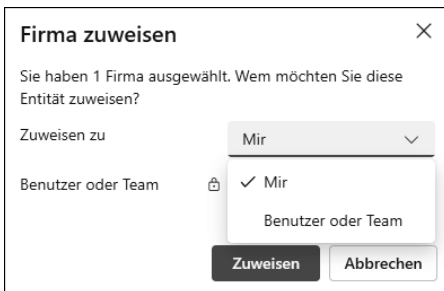 Firma zuweisen
Sie haben 1 Firma ausgewählt. Wem möchten Sie diese
Entität zuweisen?
Zuweisen zu
Mir
Benutzer oder Team
Mir
Benutzer oder Team
Zuweisen
Abbrechen